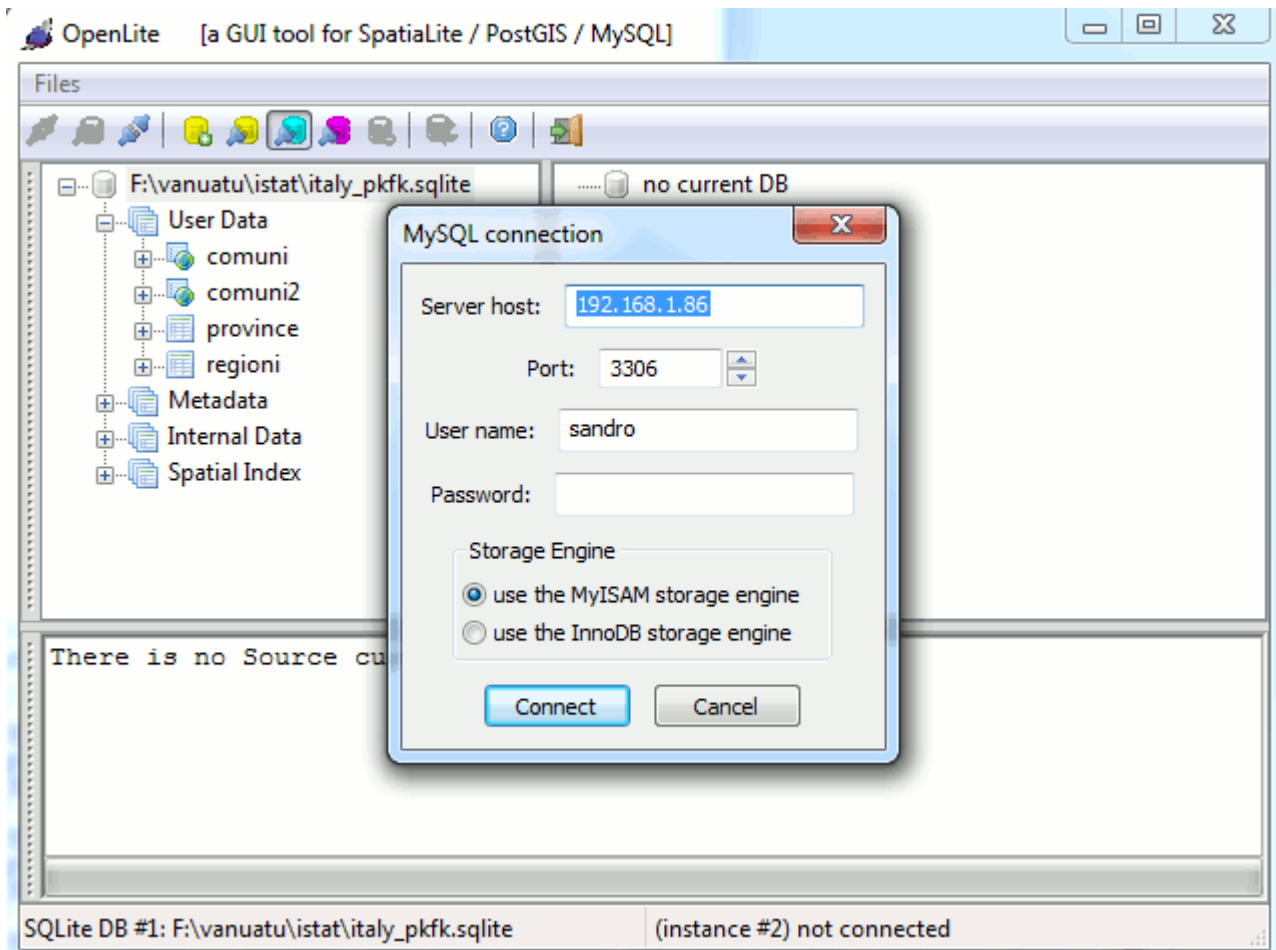 OpenLite [a GUI tool for SpatiaLite / PostGIS / MySQL]
Files
F:\vanuatu\istat\italy_pkfk.sqlite
User Data
comuni
comuni2
province
regioni
Metadata
Internal Data
Spatial Index
no current DB
MySQL connection
Server host: 192.168.1.86
Port: 3306
User name: sandro
Password:
Storage Engine
use the MyISAM storage engine
use the InnoDB storage engine
Connect Cancel
There is no Source
SQLite DB #1: F:\vanuatu\istat\italy_pkfk.sqlite (instance #2) not connected